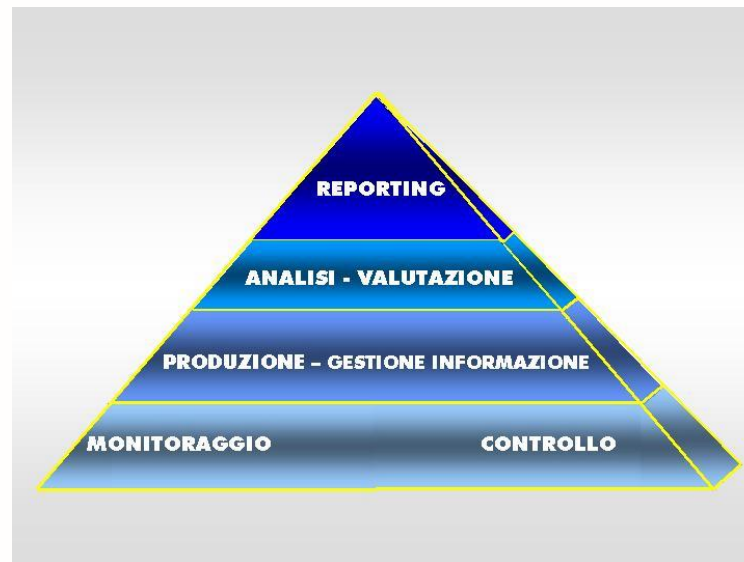 REPORTING
ANALISI - VALUTAZIONE
PRODUZIONE – GESTIONE INFORMAZIONE
MONITORAGGIO CONTROLLO